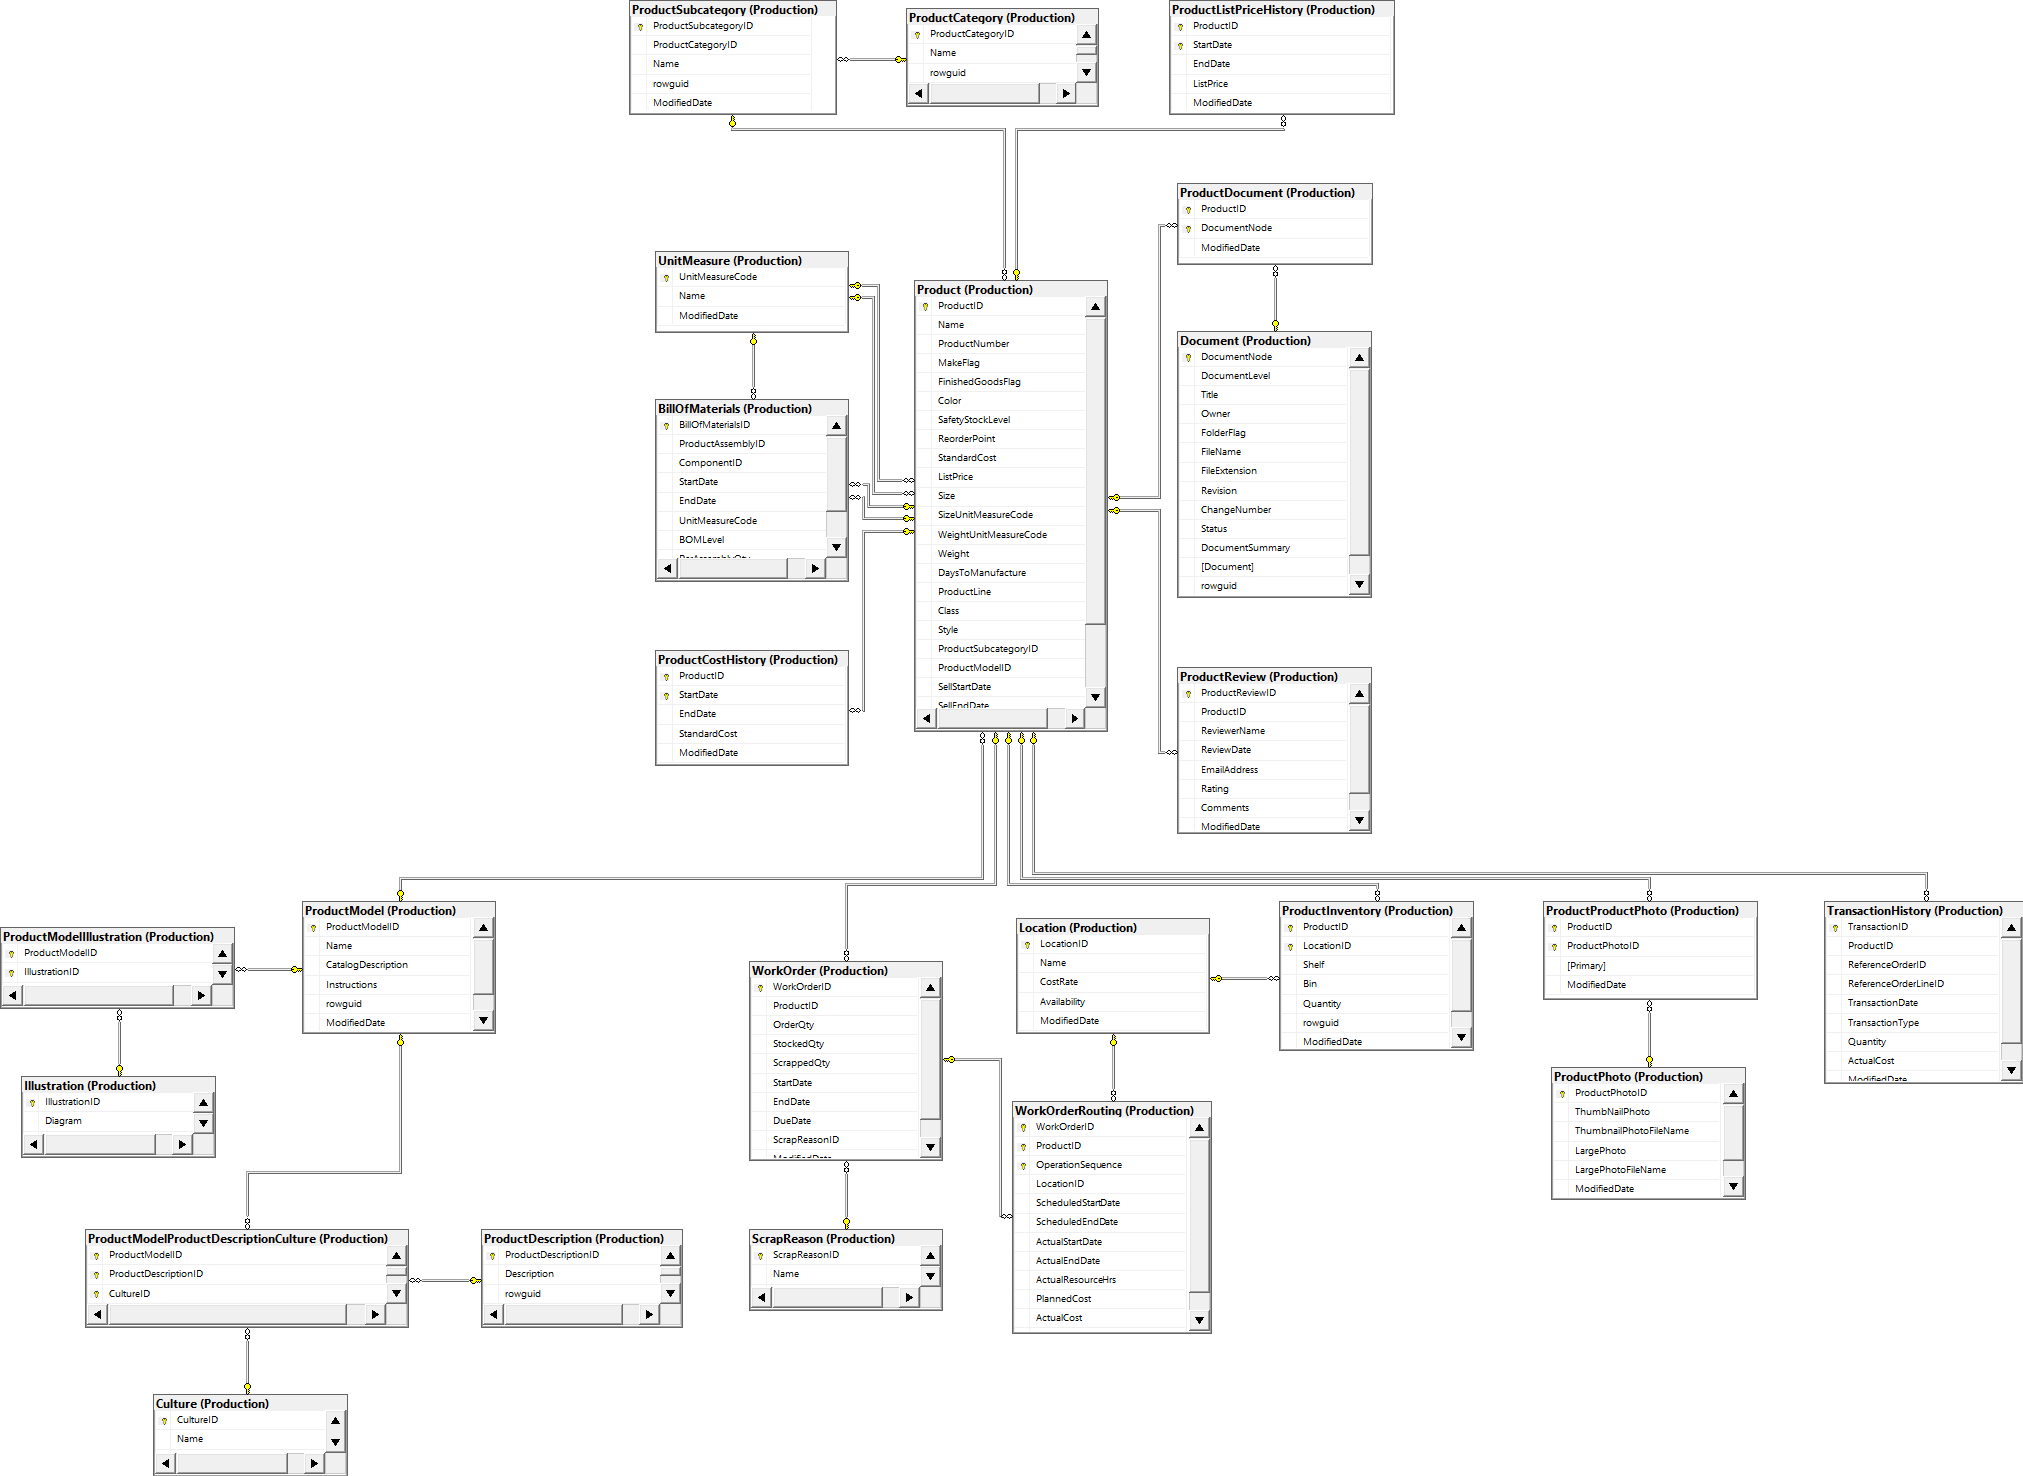 ProductSubcategory (Production)
ProductSubcategoryID
ProductCategoryID
Name
rowguid
ModifiedDate
ProductCategory (Production)
ProductCategoryID
Name
rowguid
ProductListPriceHistory (Production)
ProductID
StartDate
EndDate
ListPrice
ModifiedDate
ProductDocument (Production)
ProductID
DocumentNode
ModifiedDate
UnitMeasure (Production)
UnitMeasureCode
Name
ModifiedDate
Product (Production)
ProductID
Name
ProductNumber
MakeFlag
FinishedGoodsFlag
Color
SafetyStockLevel
ReorderPoint
StandardCost
ListPrice
Size
SizeUnitMeasureCode
WeightUnitMeasureCode
Weight
DaysToManufacture
ProductLine
Class
Style
ProductSubcategoryID
ProductModelID
SellStartDate
SellEndDate
Document (Production)
DocumentNode
DocumentLevel
Title
Owner
FolderFlag
FileName
FileExtension
Revision
ChangeNumber
Status
DocumentSummary
[Document]
rowguid
BillOfMaterials (Production)
BillOfMaterialsID
ProductAssemblyID
ComponentID
StartDate
EndDate
UnitMeasureCode
BOMLevel
PerAssemblyQty
ProductCostHistory (Production)
ProductID
StartDate
EndDate
StandardCost
ModifiedDate
ProductReview (Production)
ProductReviewID
ProductID
ReviewerName
ReviewDate
EmailAddress
Rating
Comments
ModifiedDate
ProductModelIllustration (Production)
ProductModelID
IllustrationID
ProductModel (Production)
ProductModelID
Name
CatalogDescription
Instructions
rowguid
ModifiedDate
WorkOrder (Production)
WorkOrderID
ProductID
OrderQty
StockedQty
ScrappedQty
StartDate
EndDate
DueDate
ScrapReasonID
ModifiedDate
Location (Production)
LocationID
Name
CostRate
Availability
ModifiedDate
ProductInventory (Production)
ProductID
LocationID
Shelf
Bin
Quantity
rowguid
ModifiedDate
ProductProductPhoto (Production)
ProductID
ProductPhotoID
[Primary]
ModifiedDate
TransactionHistory (Production)
TransactionID
ProductID
ReferenceOrderID
ReferenceOrderLineID
TransactionDate
TransactionType
Quantity
ActualCost
ModifiedDate
Illustration (Production)
IllustrationID
Diagram
ProductPhoto (Production)
ProductPhotoID
ThumbNailPhoto
ThumbnailPhotoFileName
LargePhoto
LargePhotoFileName
ModifiedDate
WorkOrderRouting (Production)
WorkOrderID
ProductID
OperationSequence
LocationID
ScheduledStartDate
ScheduledEndDate
ActualStartDate
ActualEndDate
ActualResourceHrs
PlannedCost
ActualCost
ProductModelProductDescriptionCulture (Production)
ProductModelID
ProductDescriptionID
CultureID
ProductDescription (Production)
ProductDescriptionID
Description
rowguid
ScrapReason (Production)
ScrapReasonID
Name
Culture (Production)
CultureID
Name